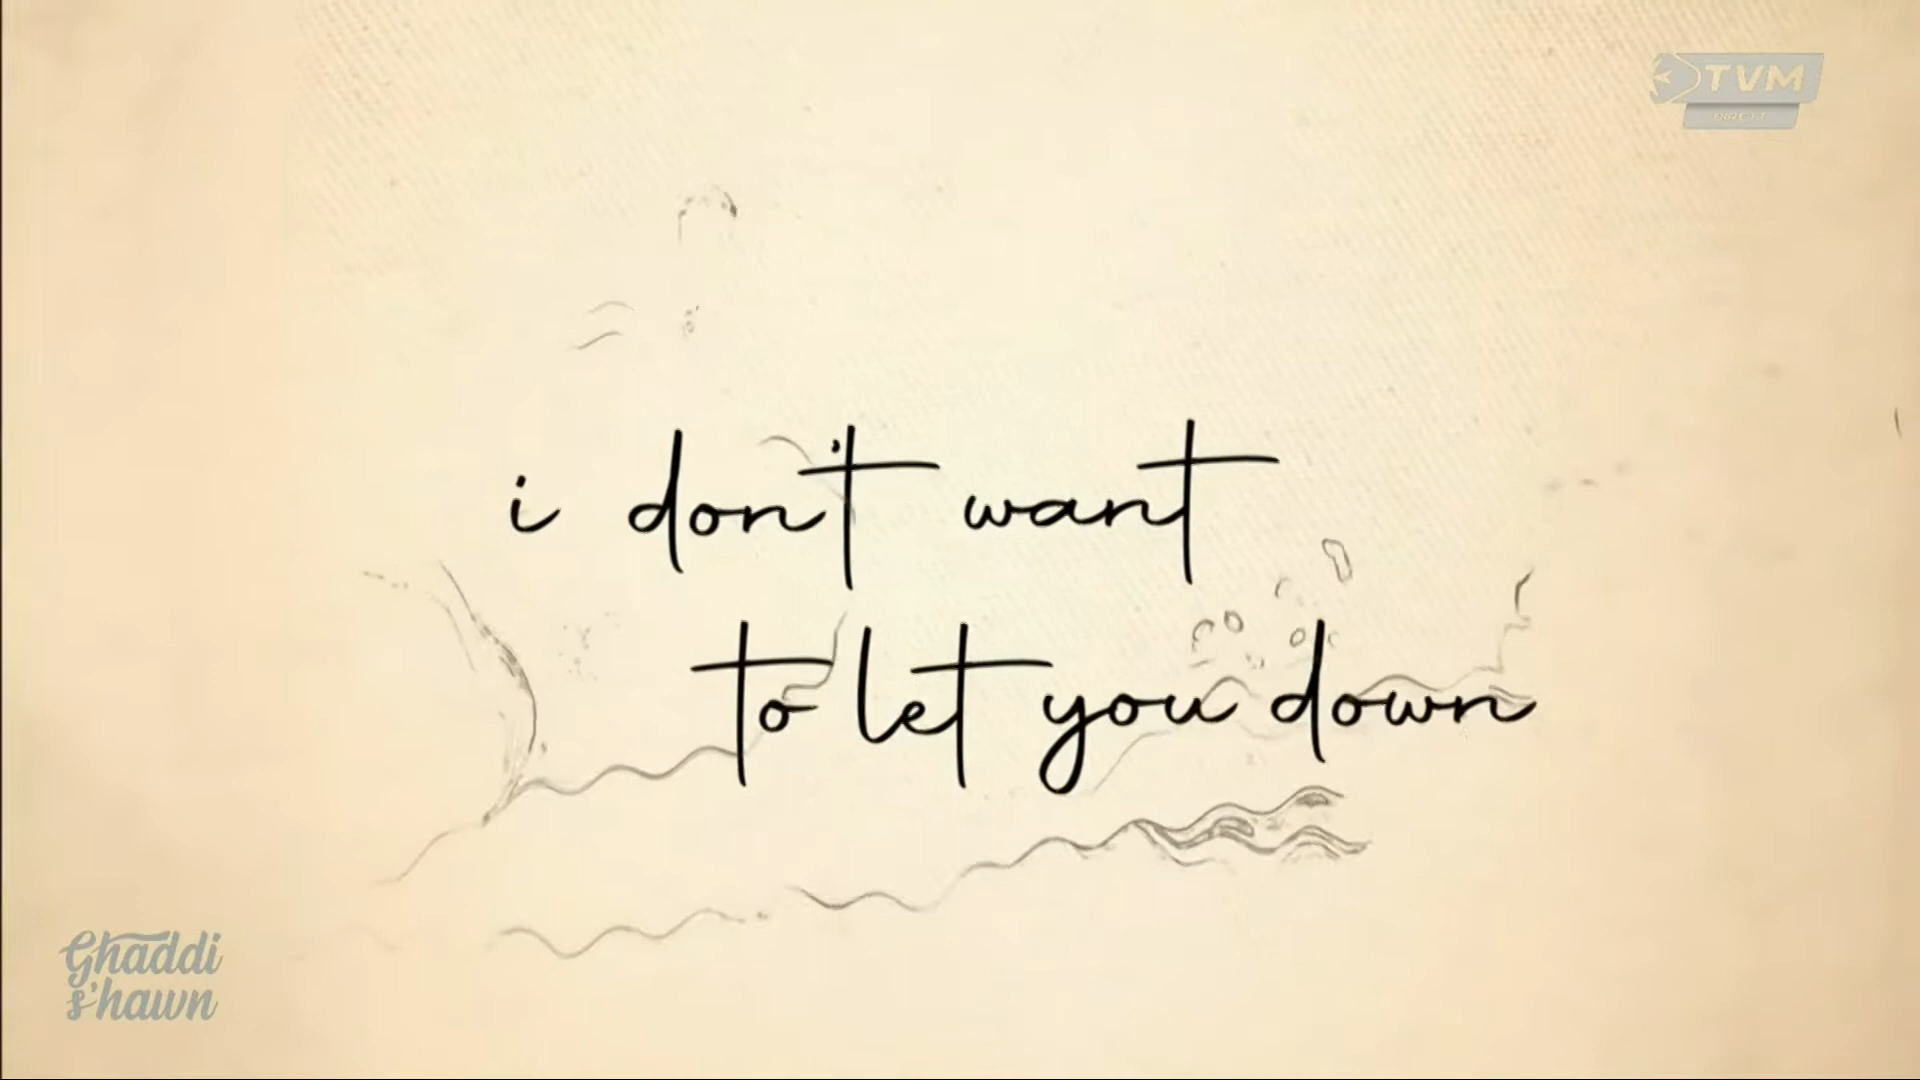 TVM
i don't want
to let you down
Ghaddi
s'hawn